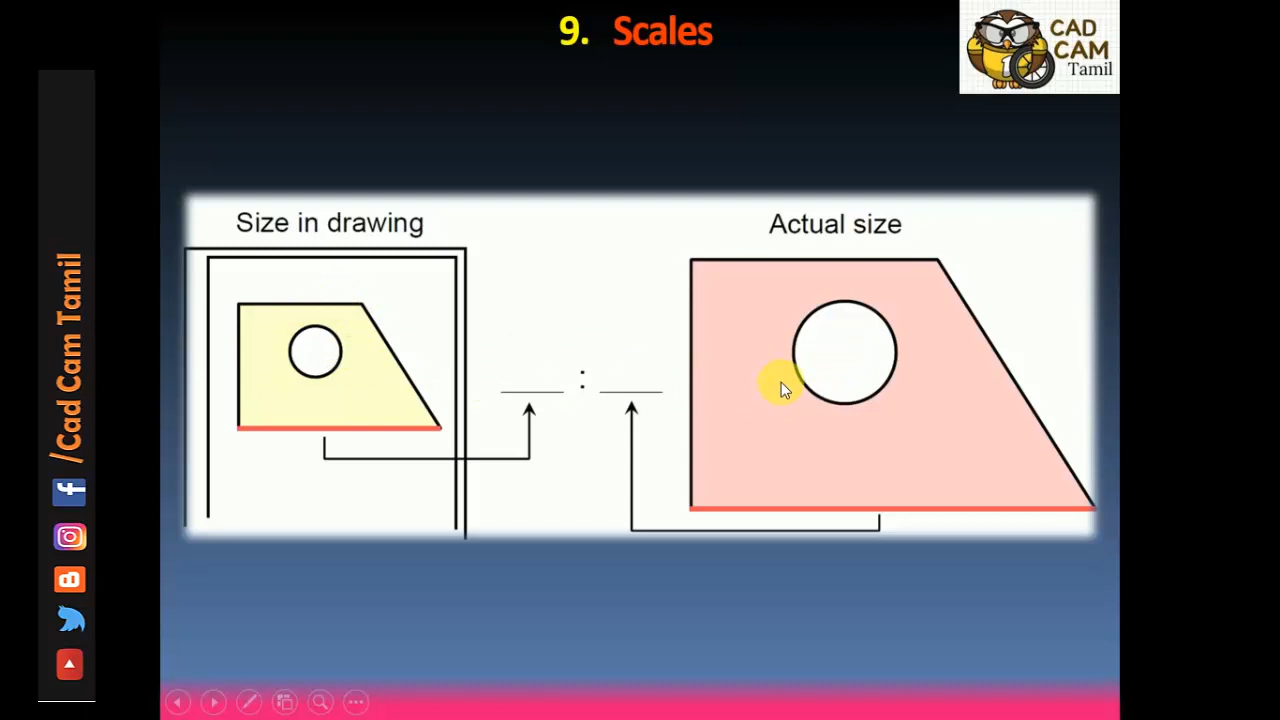 9. Scales
CAD
CAM
Tamil
Size in drawing
Actual size
:
/Cad Cam Tamil